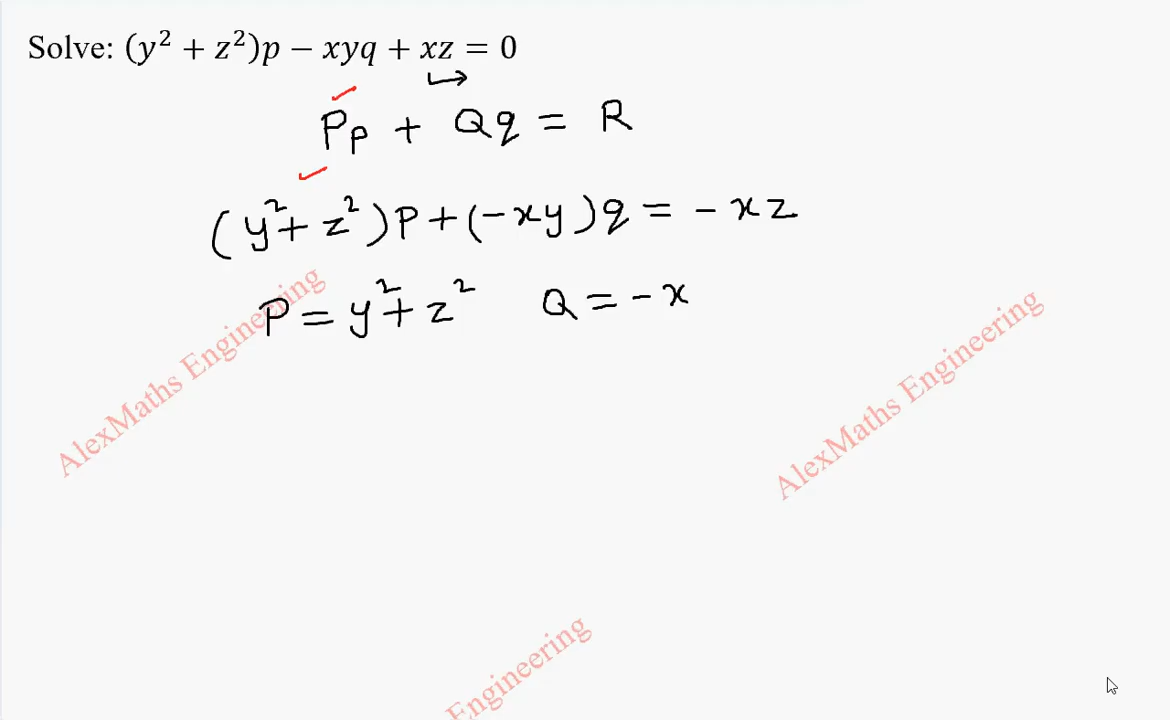 Solve: (y² + z²)p − xyq + xz = 0
Pp + Qq = R
(y² + z²)p + (-xy)q = -xz
P = y² + z² Q = -x
AlexMaths Engineering
AlexMaths Engineering
Engineering